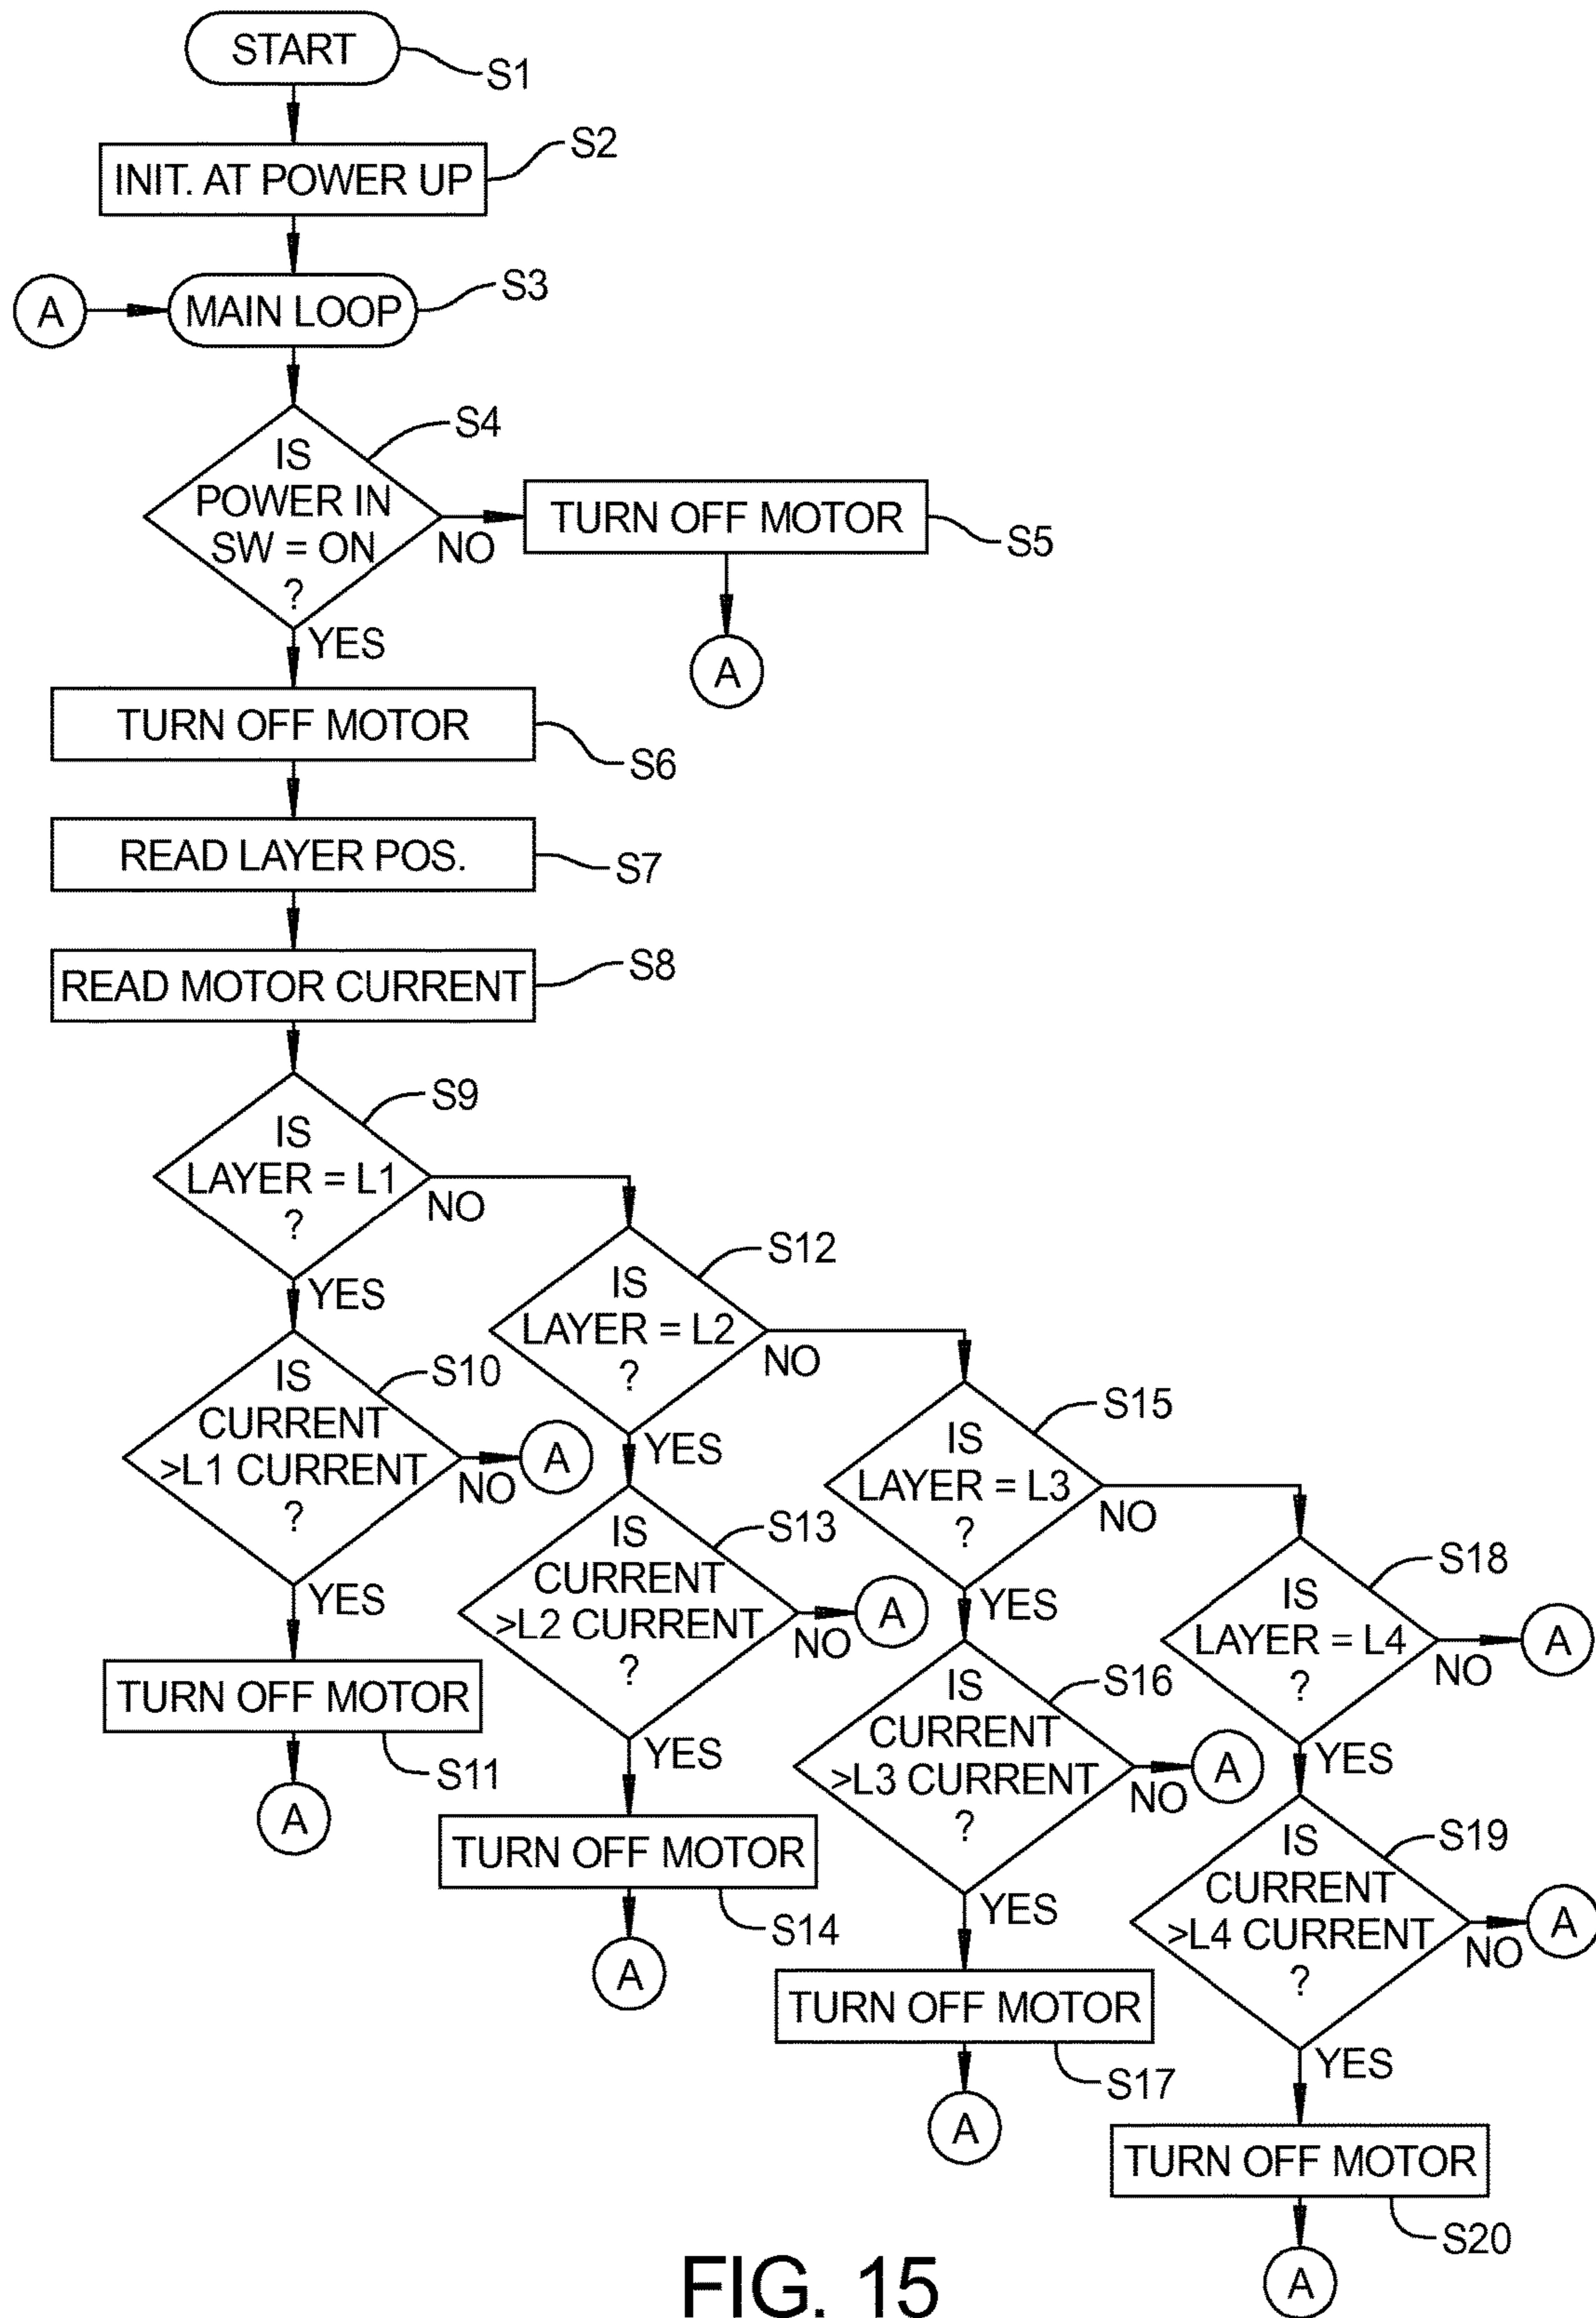 START
S1
INIT. AT POWER UP
S2
A
MAIN LOOP
S3
IS
POWER IN
SW = ON
?
S4
NO
YES
TURN OFF MOTOR
S5
A
TURN OFF MOTOR
S6
READ LAYER POS.
S7
READ MOTOR CURRENT
S8
IS
LAYER = L1
?
S9
NO
YES
IS
CURRENT
>L1 CURRENT
?
S10
NO
A
YES
TURN OFF MOTOR
S11
A
IS
LAYER = L2
?
S12
NO
YES
IS
CURRENT
>L2 CURRENT
?
S13
NO
A
YES
TURN OFF MOTOR
S14
A
IS
LAYER = L3
?
S15
NO
YES
IS
CURRENT
>L3 CURRENT
?
S16
NO
A
YES
TURN OFF MOTOR
S17
A
IS
LAYER = L4
?
S18
NO
A
YES
IS
CURRENT
>L4 CURRENT
?
S19
NO
A
YES
TURN OFF MOTOR
S20
A
FIG. 15